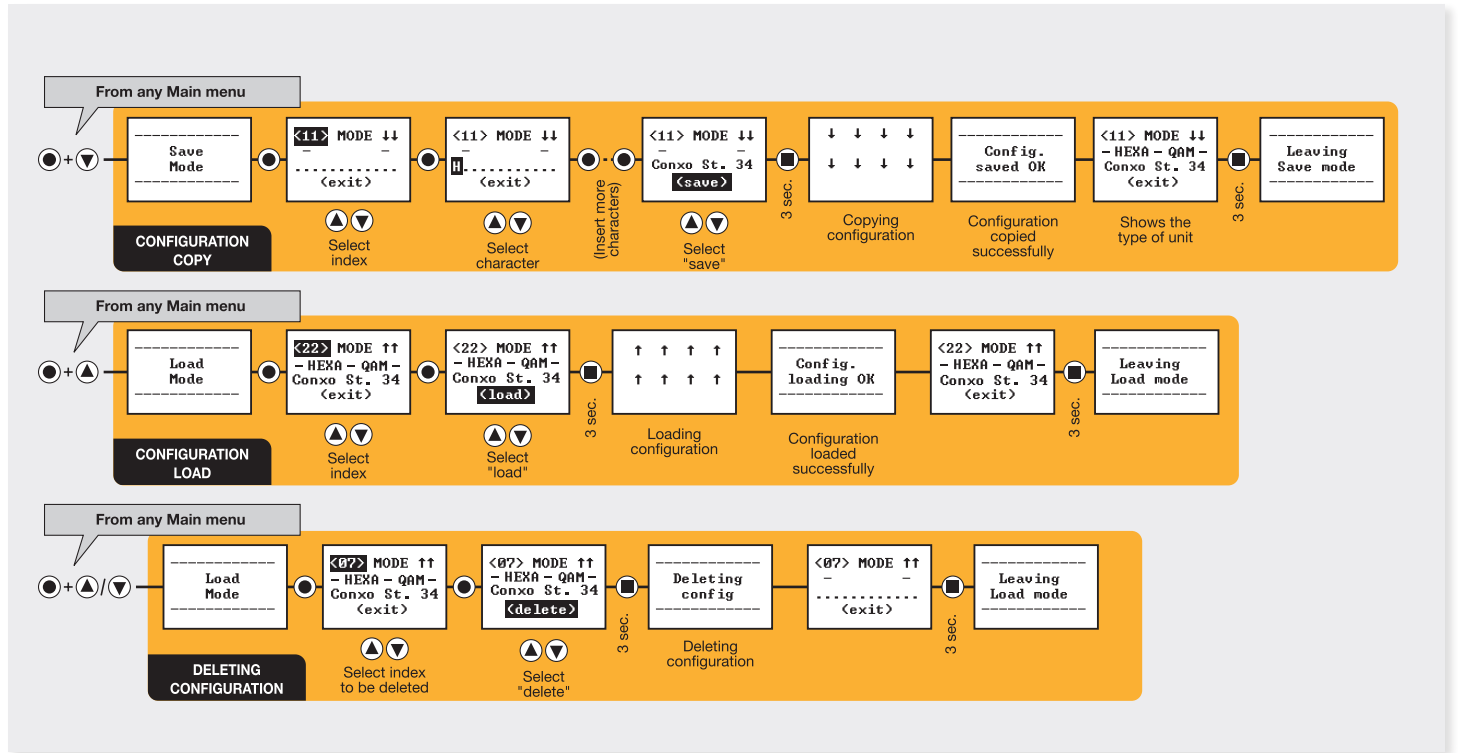 From any Main menu
+
Save
Mode
<11> MODE ↓↓
– –
............
(exit)
Select
index
<11> MODE ↓↓
– –
H...........
(exit)
Select
character
(Insert more
characters)
<11> MODE ↓↓
– –
Conxo St. 34
(save)
Select
"save"
3 sec.
↓ ↓ ↓ ↓
↓ ↓ ↓ ↓
Copying
configuration
Config.
saved OK
Configuration
copied
successfully
<11> MODE ↓↓
– HEXA – QAM –
Conxo St. 34
(exit)
Shows the
type of unit
3 sec.
Leaving
Save mode
CONFIGURATION
COPY
From any Main menu
+
Load
Mode
<22> MODE ↑↑
– HEXA – QAM –
Conxo St. 34
(exit)
Select
index
<22> MODE ↑↑
– HEXA – QAM –
Conxo St. 34
(load)
Select
"load"
3 sec.
↑ ↑ ↑ ↑
↑ ↑ ↑ ↑
Loading
configuration
Config.
loading OK
Configuration
loaded
successfully
<22> MODE ↑↑
– HEXA – QAM –
Conxo St. 34
(exit)
3 sec.
Leaving
Load mode
CONFIGURATION
LOAD
From any Main menu
+ /
Load
Mode
<07> MODE ↑↑
– HEXA – QAM –
Conxo St. 34
(exit)
Select index
to be deleted
<07> MODE ↑↑
– HEXA – QAM –
Conxo St. 34
(delete)
Select
"delete"
3 sec.
Deleting
config
Deleting
configuration
<07> MODE ↑↑
– –
............
(exit)
3 sec.
Leaving
Load mode
DELETING
CONFIGURATION